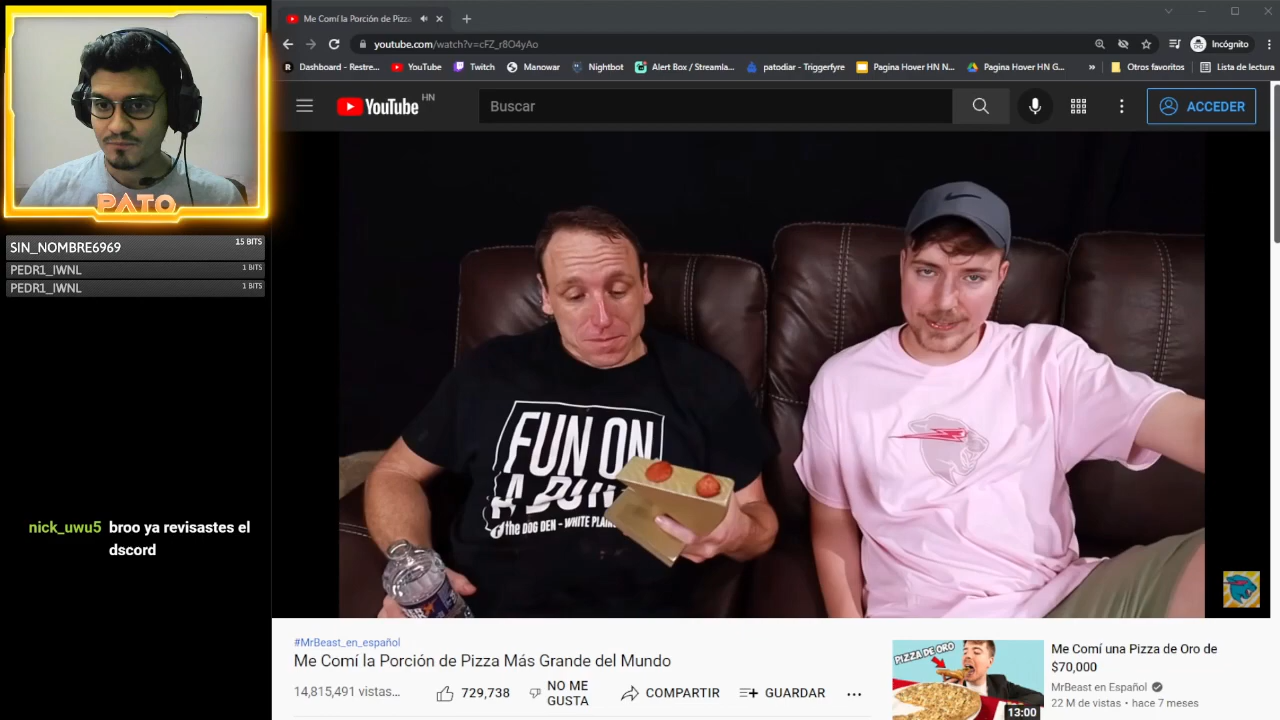 Me Comí la Porción de Pizza
youtube.com/watch?v=cFZ_r8O4yAo
Incógnito
Dashboard - Restre...
YouTube
Twitch
Manowar
Nightbot
Alert Box / Streamla...
patodiar - Triggerfyre
Pagina Hover HN N...
Pagina Hover HN G...
»
Otros favoritos
Lista de lectura
YouTube HN
Buscar
ACCEDER
PATO
SIN_NOMBRE6969 15 BITS
PEDR1_IWNL 1 BITS
PEDR1_IWNL 1 BITS
FUN ON
A BUN
the DOG DEN - WHITE PLAIN
nick_uwu5 broo ya revisastes el
dscord
#MrBeast_en_español
Me Comí la Porción de Pizza Más Grande del Mundo
14,815,491 vistas...
729,738
NO ME
GUSTA
COMPARTIR
GUARDAR
PIZZA DE ORO
13:00
Me Comí una Pizza de Oro de
$70,000
MrBeast en Español
22 M de vistas • hace 7 meses